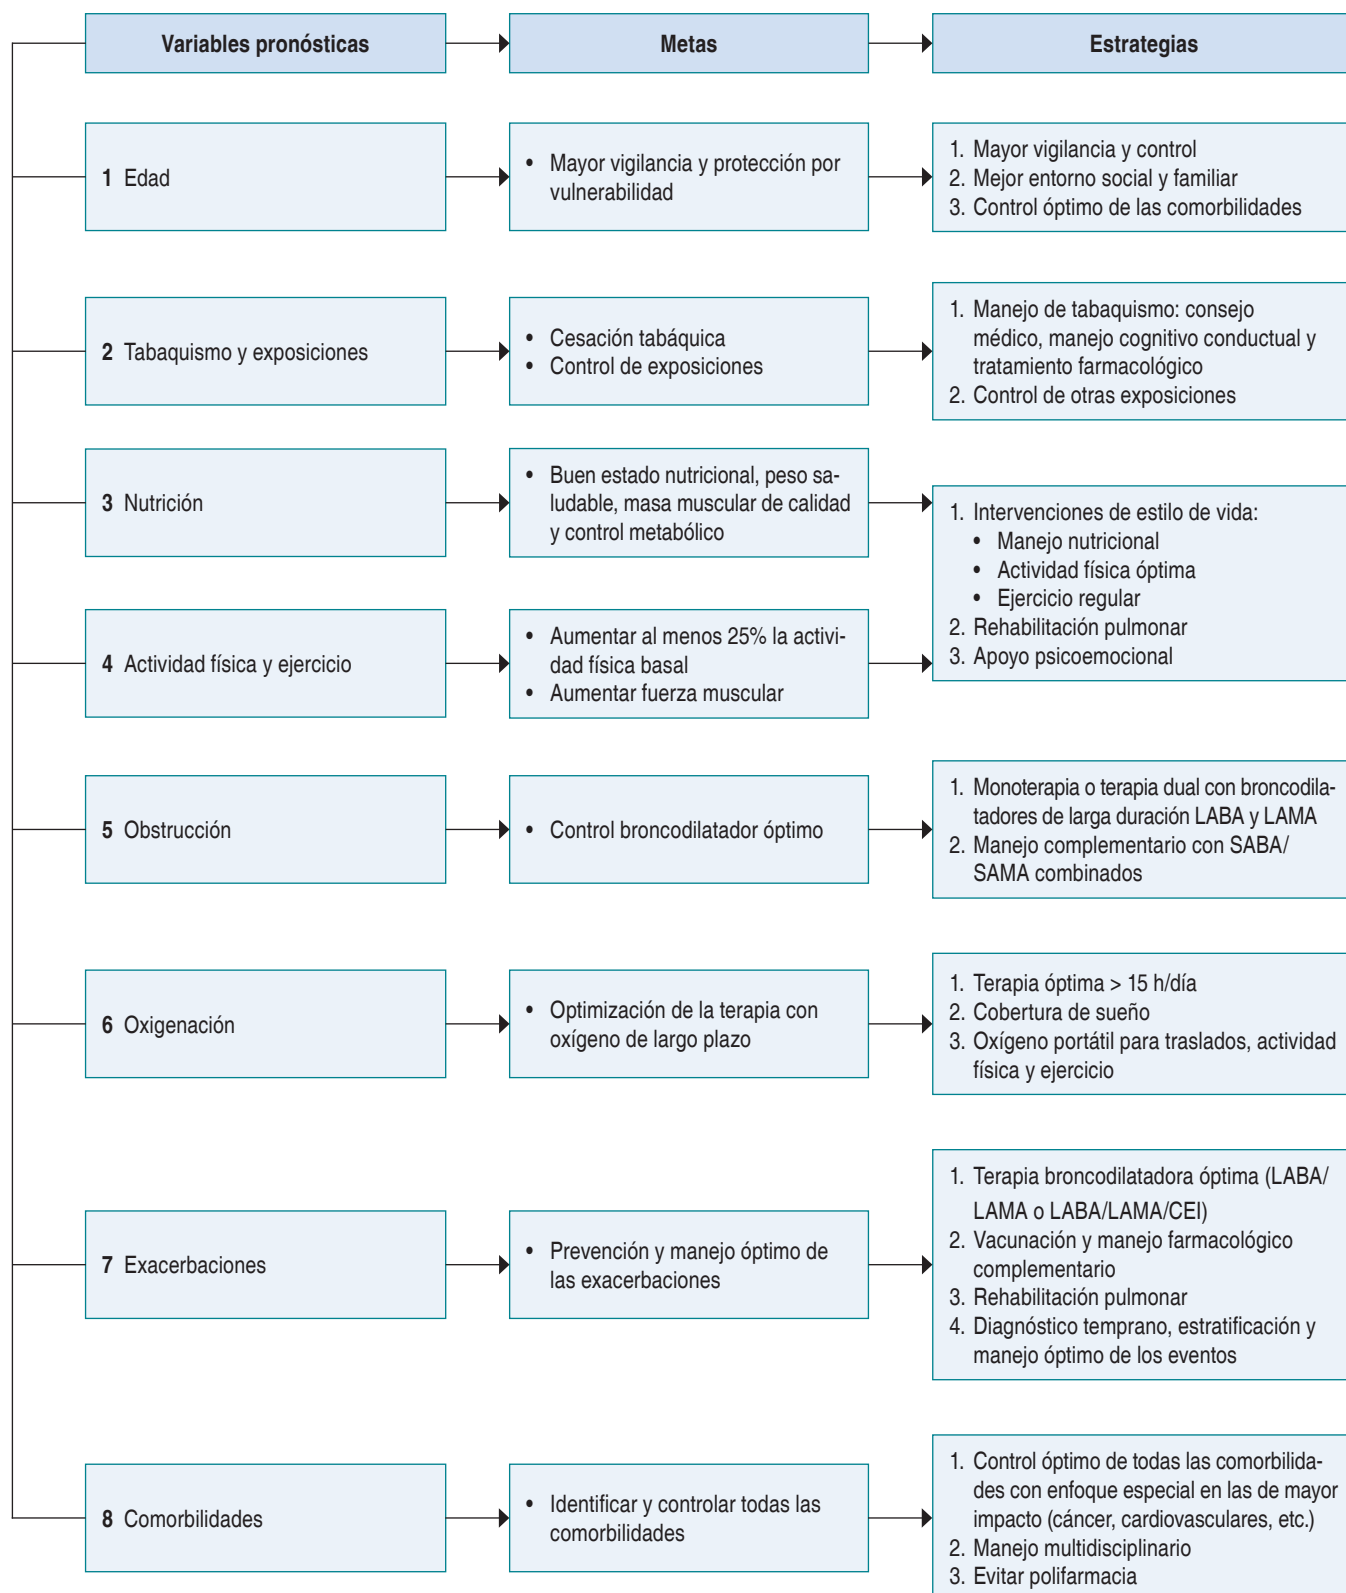 Variables pronósticas
Metas
Estrategias
1 Edad
• Mayor vigilancia y protección por
vulnerabilidad
1. Mayor vigilancia y control
2. Mejor entorno social y familiar
3. Control óptimo de las comorbilidades
2 Tabaquismo y exposiciones
• Cesación tabáquica
• Control de exposiciones
1. Manejo de tabaquismo: consejo
médico, manejo cognitivo conductual y
tratamiento farmacológico
2. Control de otras exposiciones
3 Nutrición
• Buen estado nutricional, peso sa-
ludable, masa muscular de calidad
y control metabólico
4 Actividad física y ejercicio
• Aumentar al menos 25% la activi-
dad física basal
• Aumentar fuerza muscular
1. Intervenciones de estilo de vida:
• Manejo nutricional
• Actividad física óptima
• Ejercicio regular
2. Rehabilitación pulmonar
3. Apoyo psicoemocional
5 Obstrucción
• Control broncodilatador óptimo
1. Monoterapia o terapia dual con broncodila-
tadores de larga duración LABA y LAMA
2. Manejo complementario con SABA/
SAMA combinados
6 Oxigenación
• Optimización de la terapia con
oxígeno de largo plazo
1. Terapia óptima > 15 h/día
2. Cobertura de sueño
3. Oxígeno portátil para traslados, actividad
física y ejercicio
7 Exacerbaciones
• Prevención y manejo óptimo de
las exacerbaciones
1. Terapia broncodilatadora óptima (LABA/
LAMA o LABA/LAMA/CEI)
2. Vacunación y manejo farmacológico
complementario
3. Rehabilitación pulmonar
4. Diagnóstico temprano, estratificación y
manejo óptimo de los eventos
8 Comorbilidades
• Identificar y controlar todas las
comorbilidades
1. Control óptimo de todas las comorbilida-
des con enfoque especial en las de mayor
impacto (cáncer, cardiovasculares, etc.)
2. Manejo multidisciplinario
3. Evitar polifarmacia